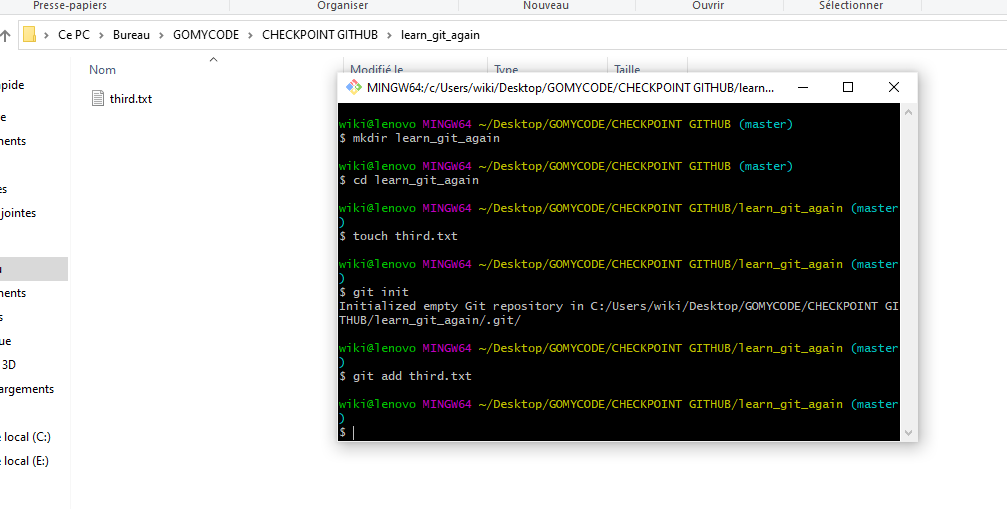 Presse-papiers Organiser Nouveau Ouvrir Sélectionner
Ce PC > Bureau > GOMYCODE > CHECKPOINT GITHUB > learn_git_again
Nom Modifié le Type Taille
third.txt
pide
e
nents
es
jointes
u
nents
s
ue
3D
argements
local (C:)
local (E:)
MINGW64:/c/Users/wiki/Desktop/GOMYCODE/CHECKPOINT GITHUB/learn...
wiki@lenovo MINGW64 ~/Desktop/GOMYCODE/CHECKPOINT GITHUB (master)
$ mkdir learn_git_again
wiki@lenovo MINGW64 ~/Desktop/GOMYCODE/CHECKPOINT GITHUB (master)
$ cd learn_git_again
wiki@lenovo MINGW64 ~/Desktop/GOMYCODE/CHECKPOINT GITHUB/learn_git_again (master
)
$ touch third.txt
wiki@lenovo MINGW64 ~/Desktop/GOMYCODE/CHECKPOINT GITHUB/learn_git_again (master
)
$ git init
Initialized empty Git repository in C:/Users/wiki/Desktop/GOMYCODE/CHECKPOINT GI
THUB/learn_git_again/.git/
wiki@lenovo MINGW64 ~/Desktop/GOMYCODE/CHECKPOINT GITHUB/learn_git_again (master
)
$ git add third.txt
wiki@lenovo MINGW64 ~/Desktop/GOMYCODE/CHECKPOINT GITHUB/learn_git_again (master
)
$